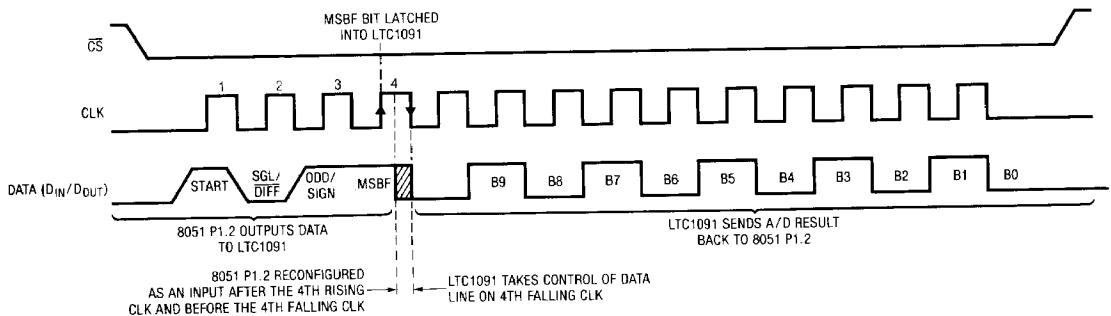 MSBF BIT LATCHED
INTO LTC1091
CS
1 2 3 4
CLK
DATA (DIN/DOUT)
START
SGL/
DIFF
ODD/
SIGN
MSBF
B9 B8 B7 B6 B5 B4 B3 B2 B1 B0
8051 P1.2 OUTPUTS DATA
TO LTC1091
LTC1091 SENDS A/D RESULT
BACK TO 8051 P1.2
8051 P1.2 RECONFIGURED
AS AN INPUT AFTER THE 4TH RISING
CLK AND BEFORE THE 4TH FALLING CLK
LTC1091 TAKES CONTROL OF DATA
LINE ON 4TH FALLING CLK